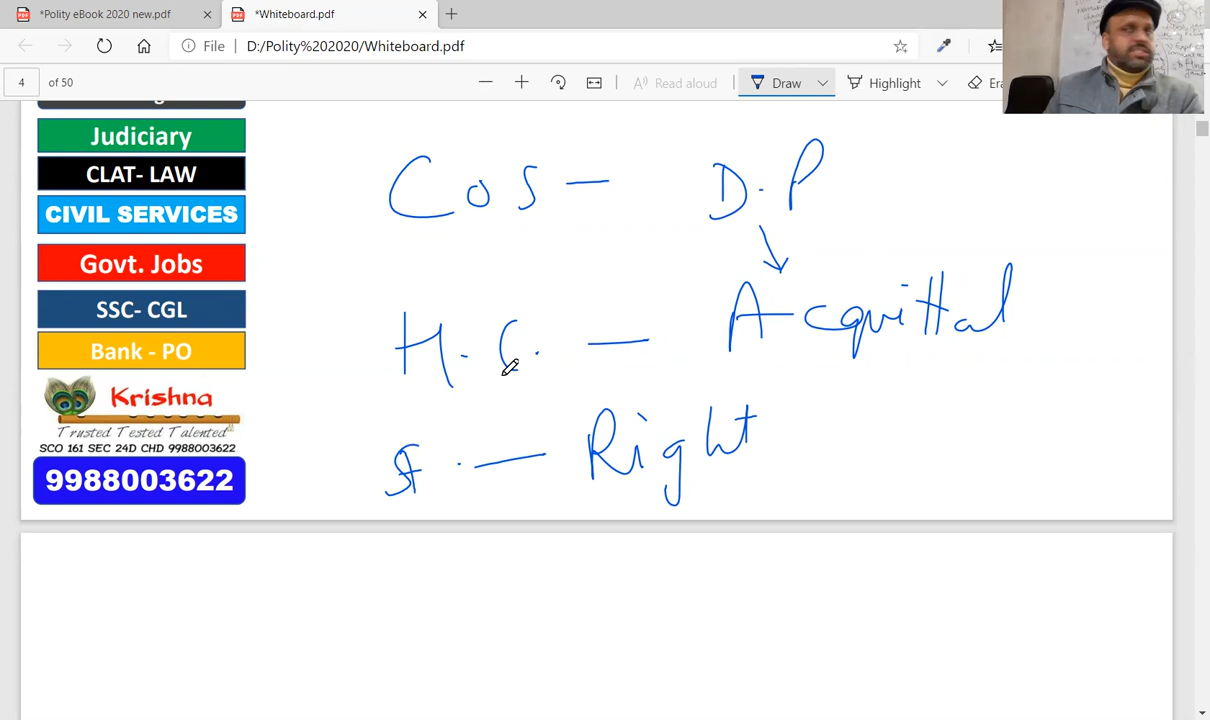 *Polity eBook 2020 new.pdf
*Whiteboard.pdf
File D:/Polity%202020/Whiteboard.pdf
4 of 50
Read aloud
Draw
Highlight
Judiciary
CLAT- LAW
CIVIL SERVICES
Govt. Jobs
SSC- CGL
Bank - PO
Krishna
Trusted Tested Talented
SCO 161 SEC 24D CHD 9988003622
9988003622
CoS — D.P
H.C. — Acquittal
— Right